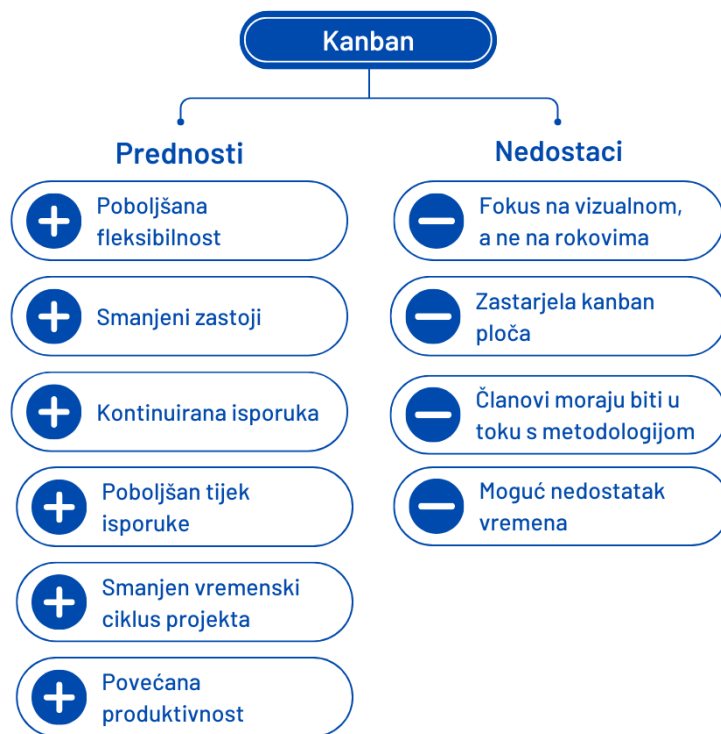 Kanban
Prednosti
Poboljšana
fleksibilnost
Smanjeni zastoji
Kontinuirana isporuka
Poboljšan tijek
isporuke
Smanjen vremenski
ciklus projekta
Povećana
produktivnost
Nedostaci
Fokus na vizualnom,
a ne na rokovima
Zastarjela kanban
ploča
Članovi moraju biti u
toku s metodologijom
Moguć nedostatak
vremena